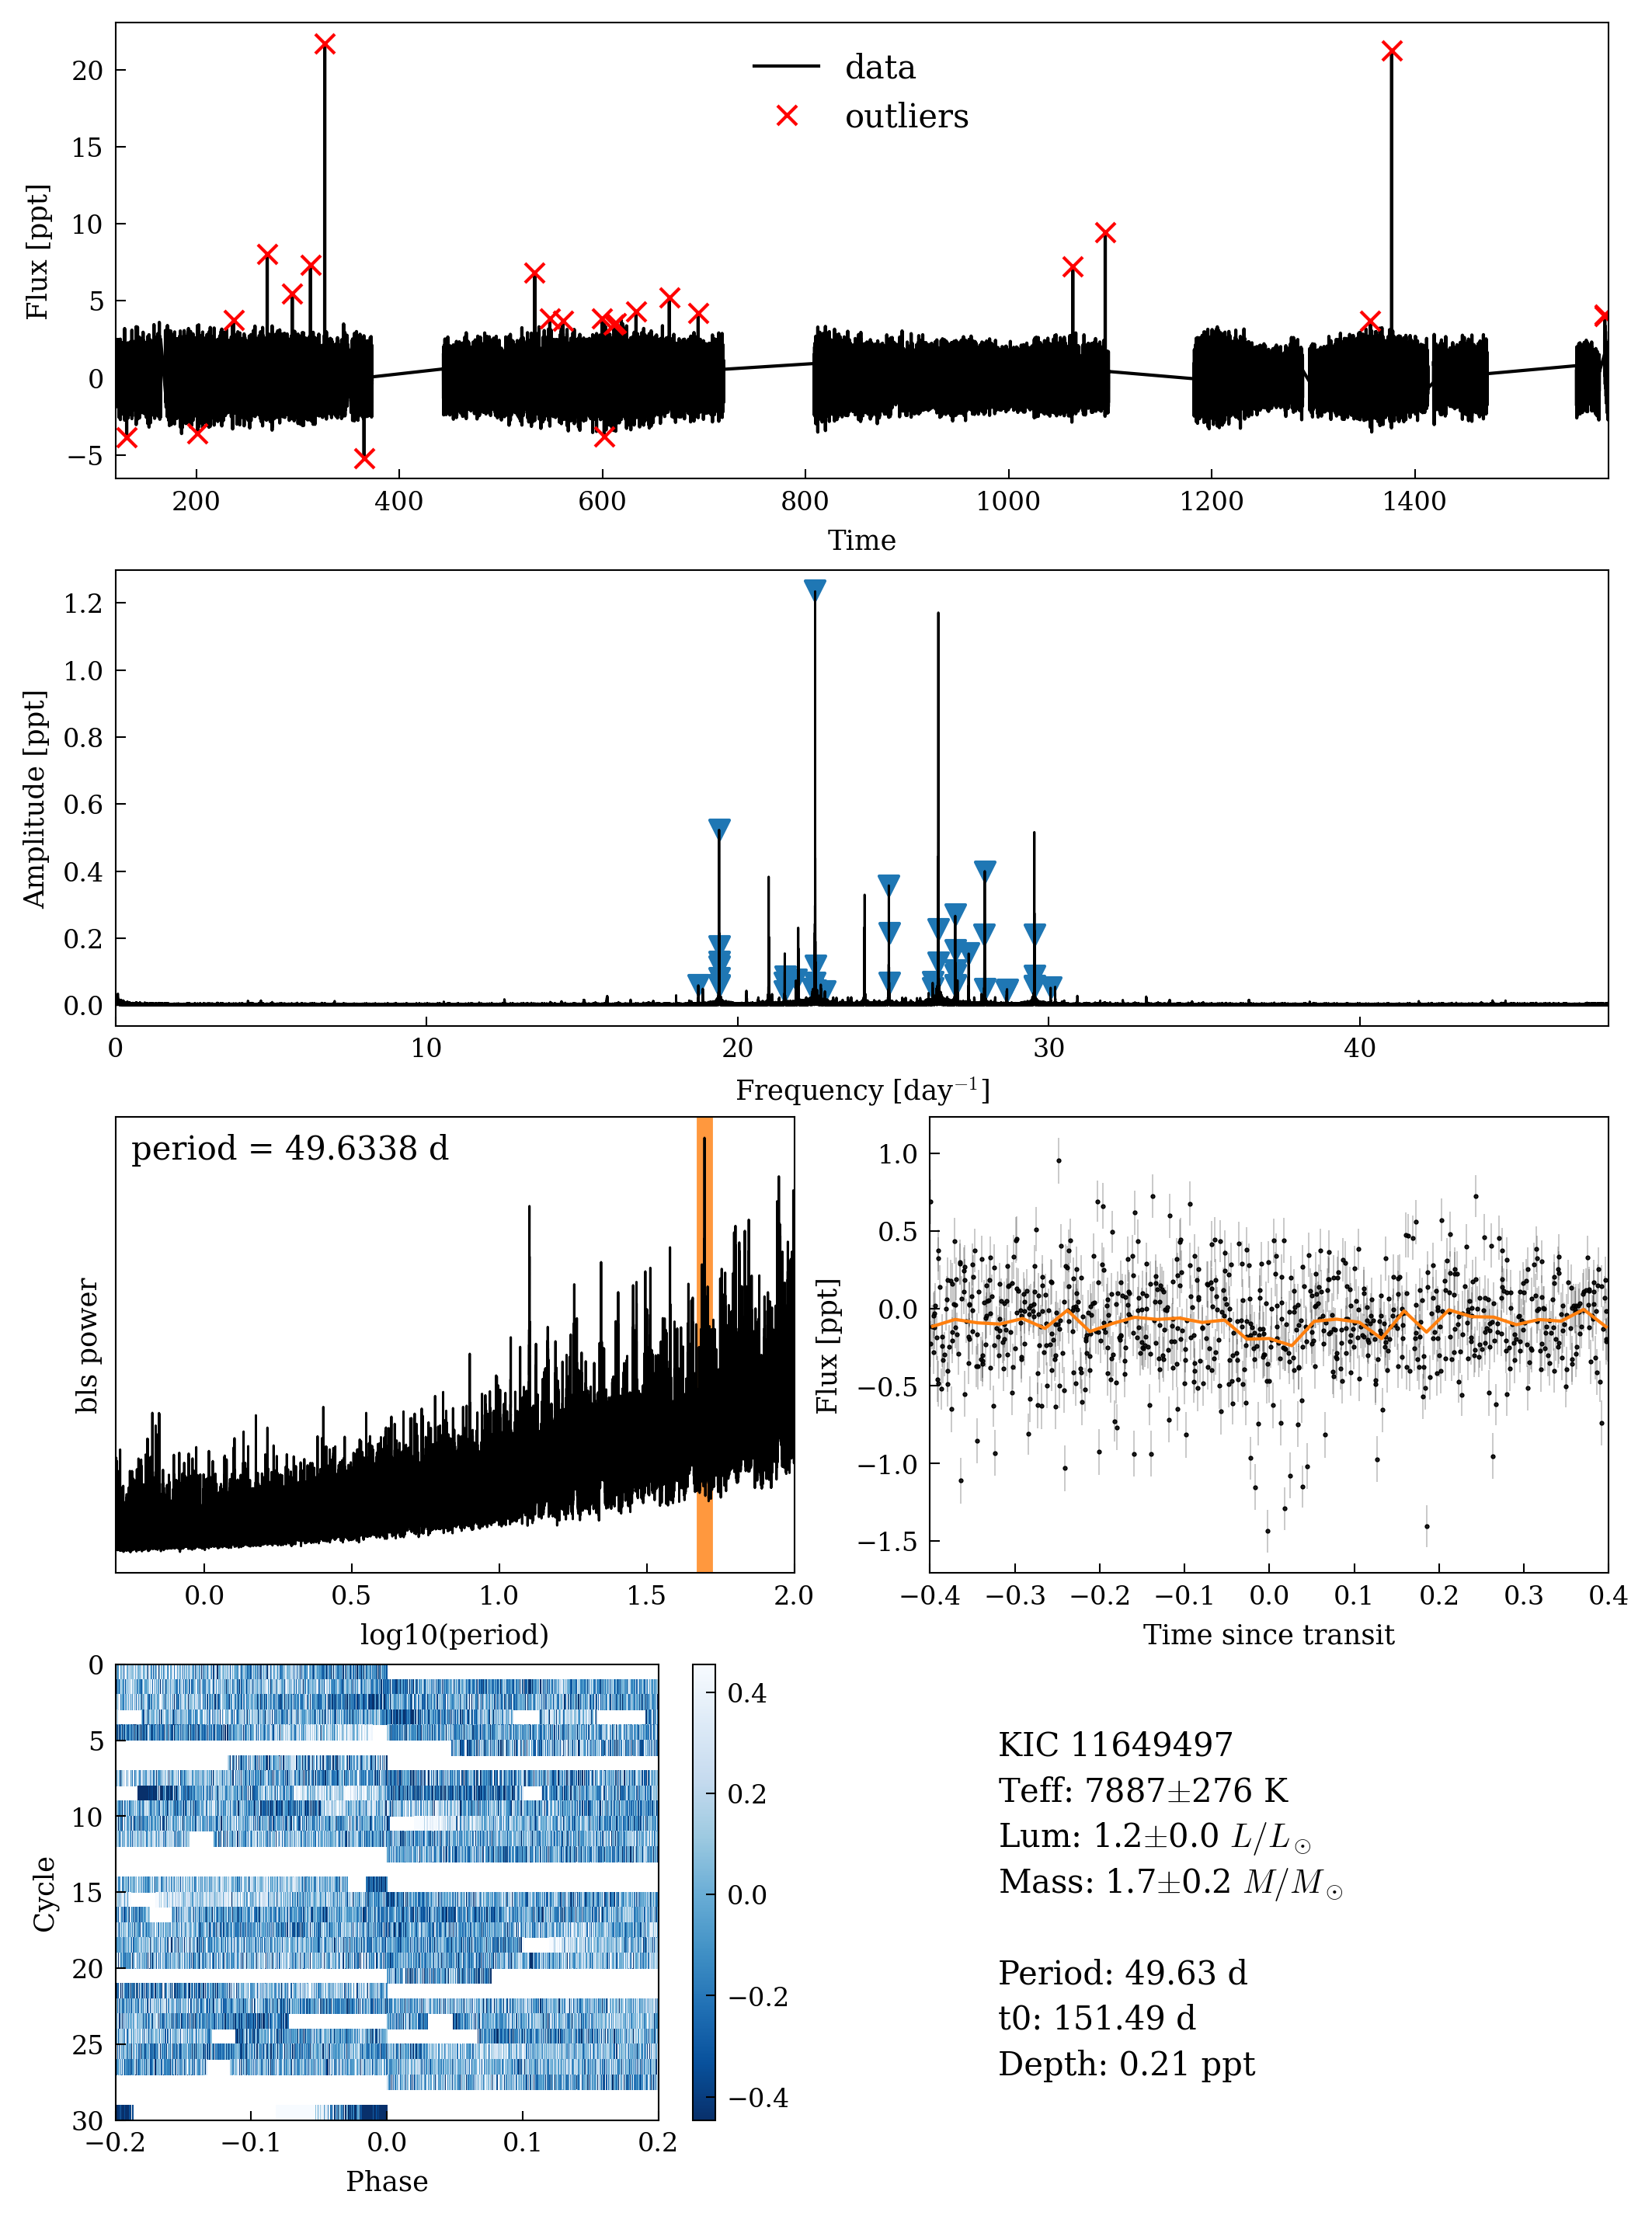 data
outliers
Flux [ppt]
20
15
10
5
0
−5
200 400 600 800 1000 1200 1400
Time
Amplitude [ppt]
1.2
1.0
0.8
0.6
0.4
0.2
0.0
0 10 20 30 40
Frequency [day⁻¹]
period = 49.6338 d
bls power
0.0 0.5 1.0 1.5 2.0
log10(period)
Flux [ppt]
1.0
0.5
0.0
−0.5
−1.0
−1.5
−0.4 −0.3 −0.2 −0.1 0.0 0.1 0.2 0.3 0.4
Time since transit
Cycle
0
5
10
15
20
25
30
−0.2 −0.1 0.0 0.1 0.2
Phase
0.4
0.2
0.0
−0.2
−0.4
KIC 11649497
Teff: 7887±276 K
Lum: 1.2±0.0 L/L⊙
Mass: 1.7±0.2 M/M⊙
Period: 49.63 d
t0: 151.49 d
Depth: 0.21 ppt